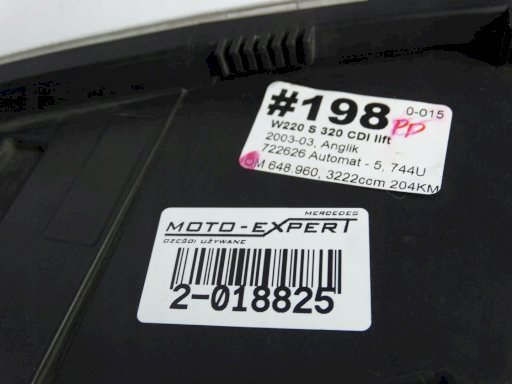 #198
0-015
W220 S 320 CDI lift
PD
2003-03, Anglik
722626 Automat - 5, 744U
OM 648.960, 3222ccm 204KM
MERCEDES
MOTO-EXPERT
CZĘŚCI UŻYWANE
2-018825